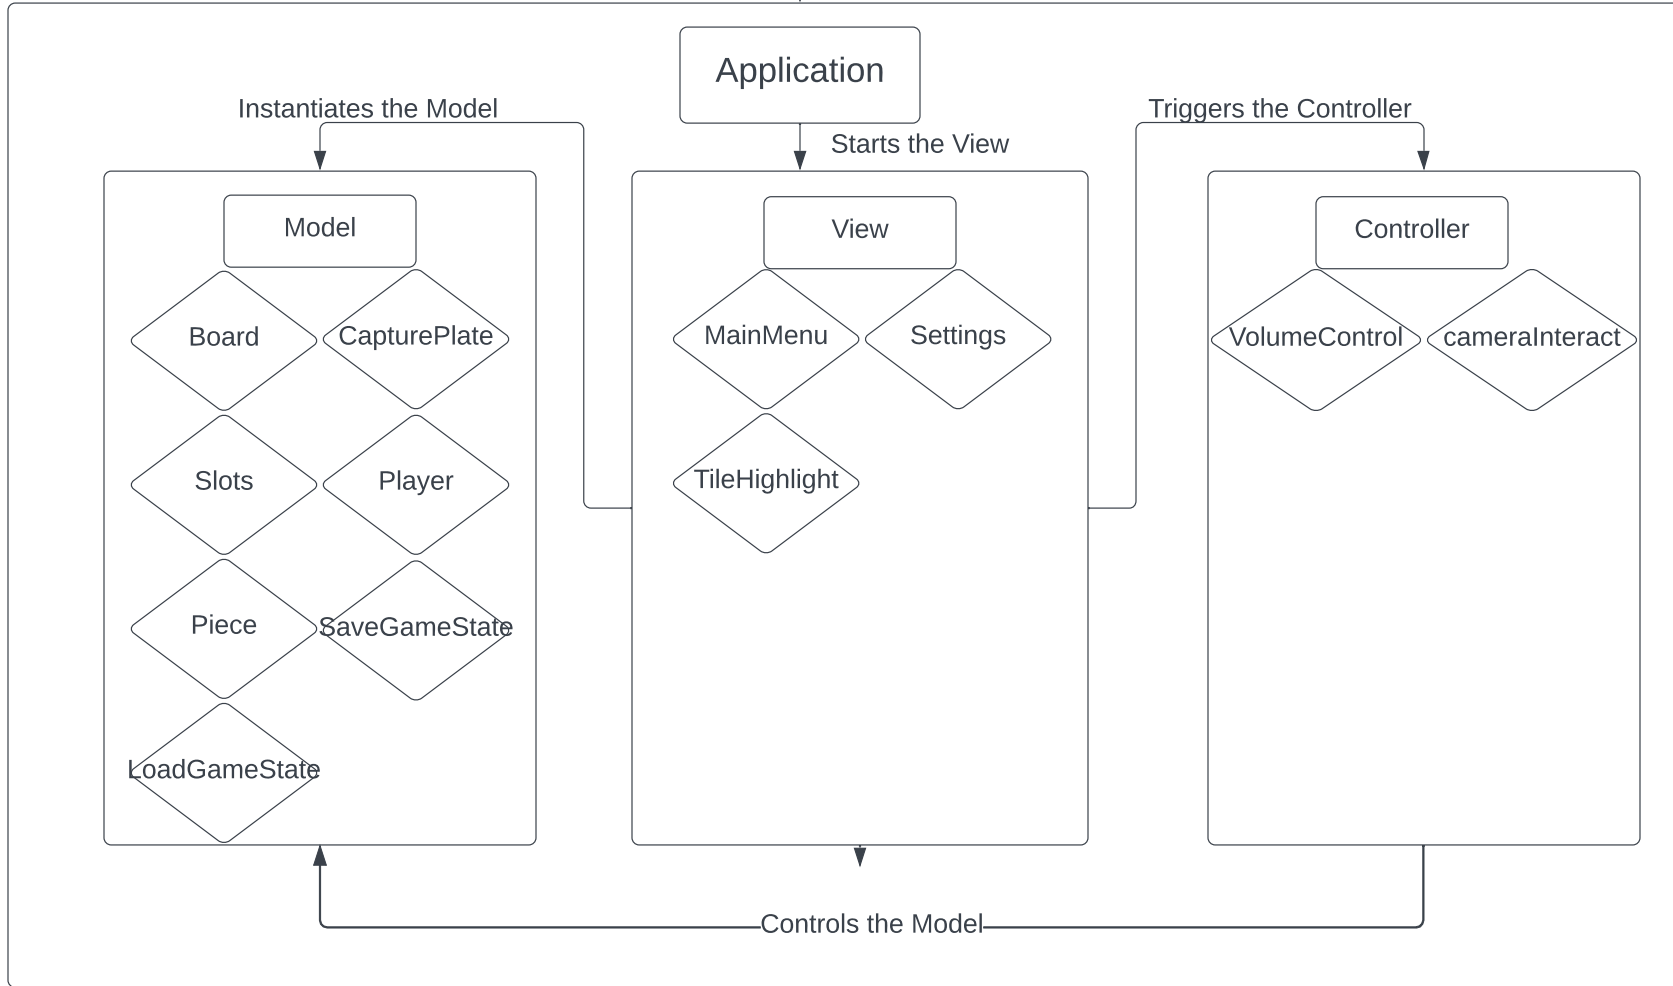 Application
Instantiates the Model
Triggers the Controller
Starts the View
Model
View
Controller
Board
CapturePlate
MainMenu
Settings
VolumeControl
cameraInteract
Slots
Player
TileHighlight
Piece
SaveGameState
LoadGameState
Controls the Model